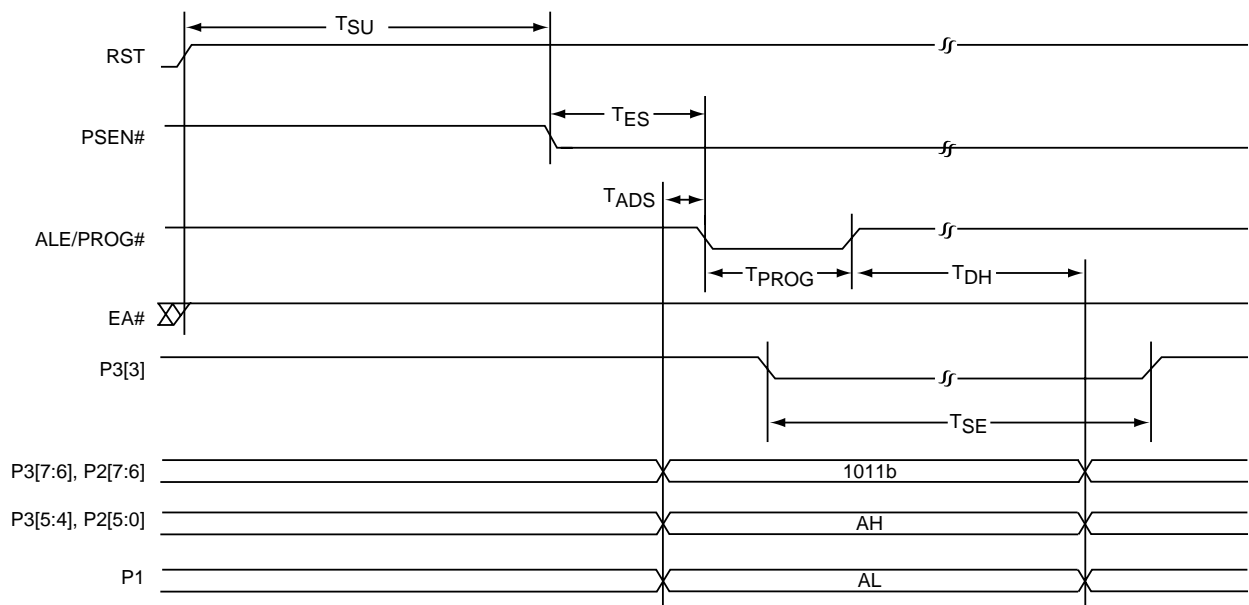 TSU
RST
TES
PSEN#
TADS
ALE/PROG#
TPROG
TDH
EA#
P3[3]
TSE
P3[7:6], P2[7:6]
1011b
P3[5:4], P2[5:0]
AH
P1
AL